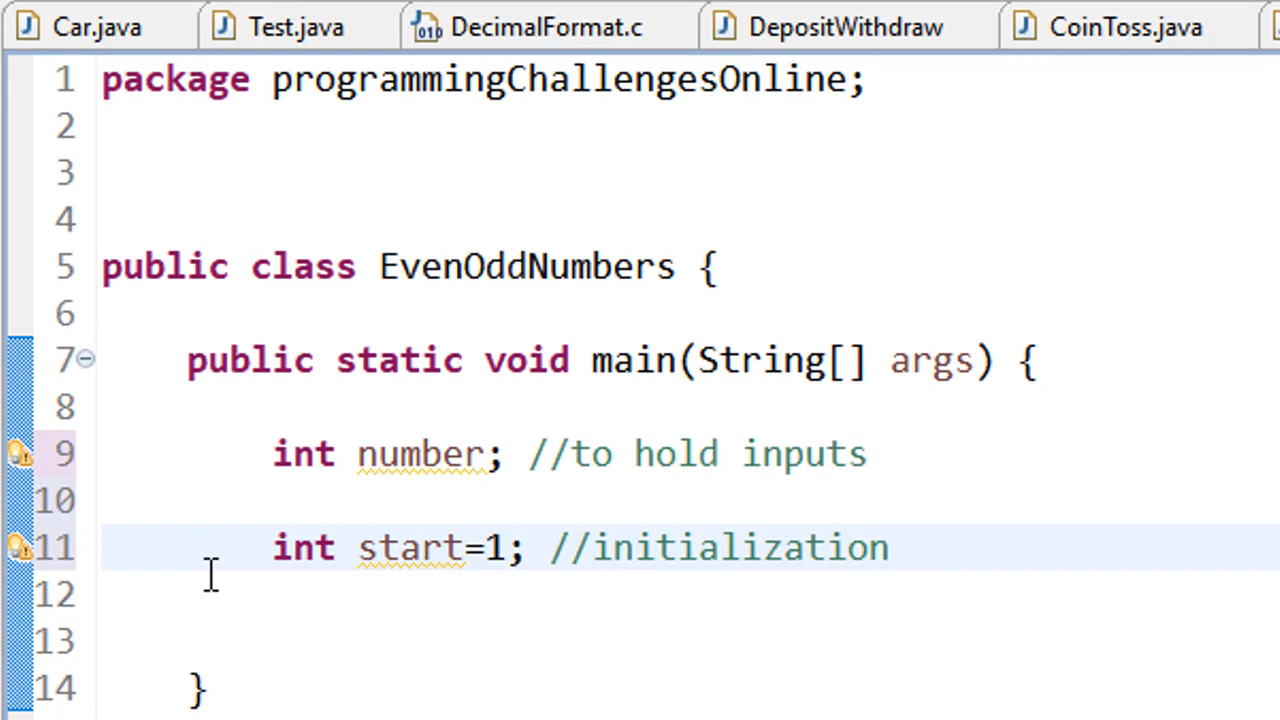 Car.java Test.java DecimalFormat.c DepositWithdraw CoinToss.java
1 package programmingChallengesOnline;
2
3
4
5 public class EvenOddNumbers {
6
7 public static void main(String[] args) {
8
9 int number; //to hold inputs
10
11 int start=1; //initialization
12
13
14 }